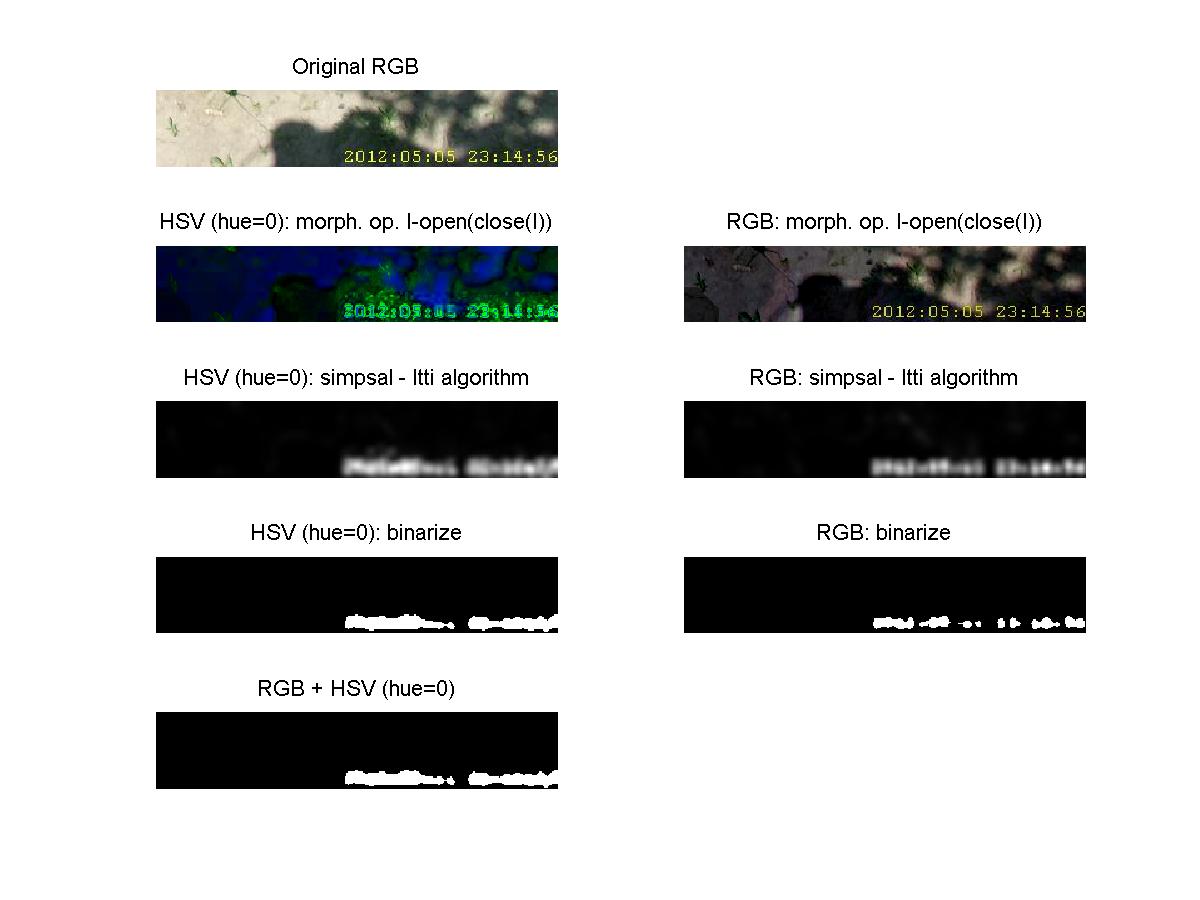 Original RGB
2012:05:05 23:14:56
HSV (hue=0): morph. op. I-open(close(I))
RGB: morph. op. I-open(close(I))
2012:05:05 23:14:56
HSV (hue=0): simpsal - Itti algorithm
RGB: simpsal - Itti algorithm
HSV (hue=0): binarize
RGB: binarize
RGB + HSV (hue=0)